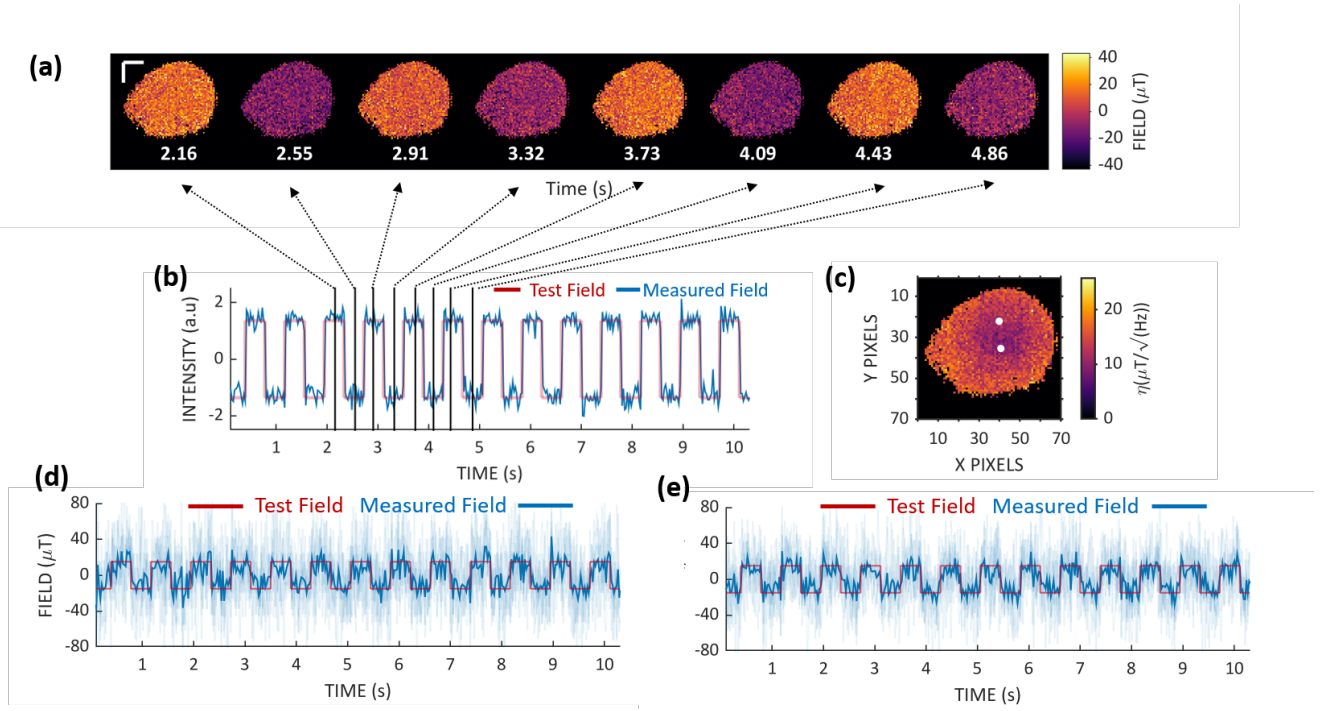 (a)
2.16 2.55 2.91 3.32 3.73 4.09 4.43 4.86
Time (s)
40
20
0
-20
-40
FIELD (μT)
(b)
Test Field Measured Field
INTENSITY (a.u)
2
0
-2
1 2 3 4 5 6 7 8 9 10
TIME (s)
(c)
Y PIXELS
10
30
50
70
10 30 50 70
X PIXELS
20
10
0
η(μT/√(Hz)
(d)
Test Field Measured Field
FIELD (μT)
80
40
0
-40
-80
1 2 3 4 5 6 7 8 9 10
TIME (s)
(e)
Test Field Measured Field
80
40
0
-40
-80
1 2 3 4 5 6 7 8 9 10
TIME (s)